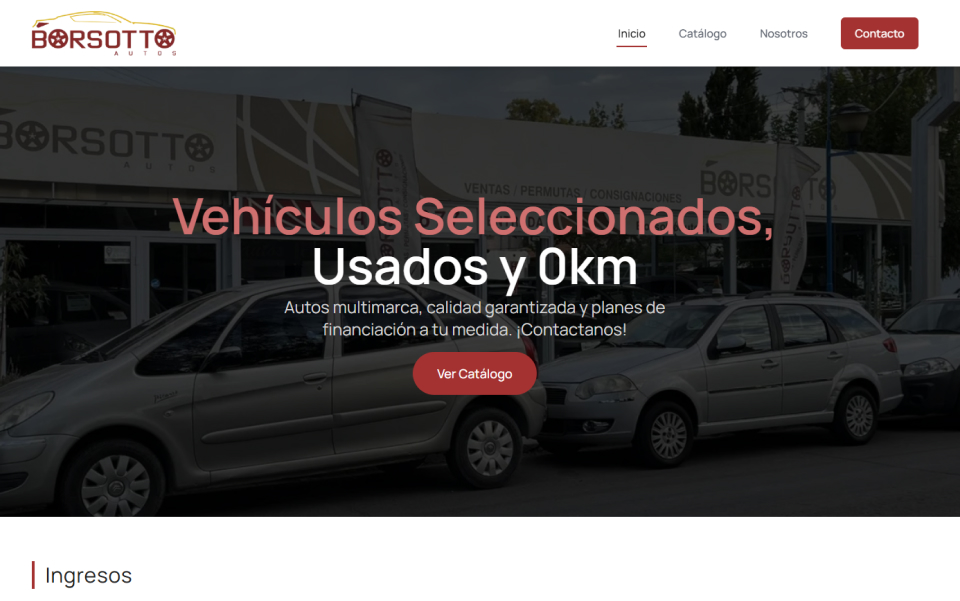 BORSOTTO
AUTOS
Inicio
Catálogo
Nosotros
Contacto
BORSOTTO
AUTOS
VENTAS / PERMUTAS / CONSIGNACIONES
Vehículos Seleccionados,
Usados y 0km
Autos multimarca, calidad garantizada y planes de
financiación a tu medida. ¡Contactanos!
Ver Catálogo
Ingresos